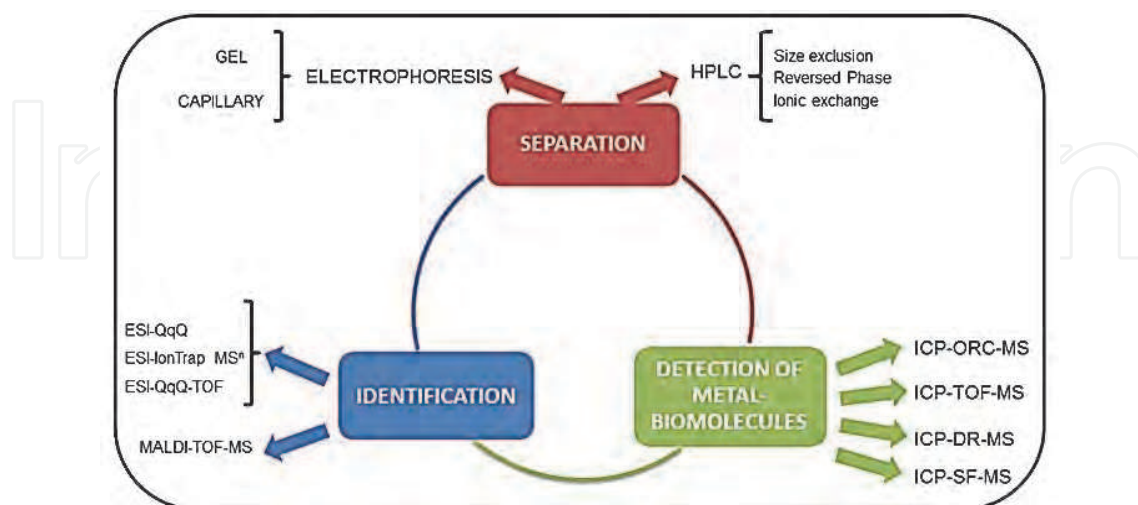 GEL
CAPILLARY
ELECTROPHORESIS
HPLC
Size exclusion
Reversed Phase
Ionic exchange
SEPARATION
ESI-QqQ
ESI-IonTrap MSⁿ
ESI-QqQ-TOF
MALDI-TOF-MS
IDENTIFICATION
DETECTION OF
METAL-
BIOMOLECULES
ICP-ORC-MS
ICP-TOF-MS
ICP-DR-MS
ICP-SF-MS